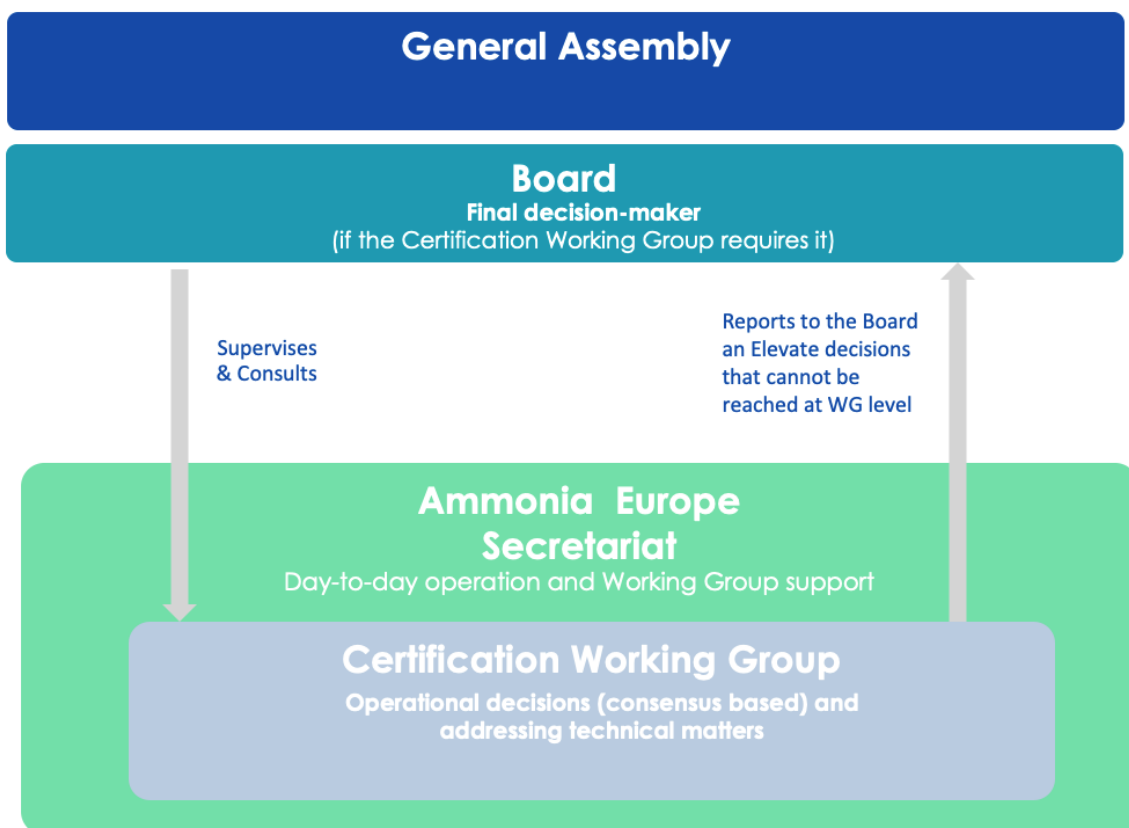 General Assembly
Board
Final decision-maker
(if the Certification Working Group requires it)
Supervises
& Consults
Reports to the Board
an Elevate decisions
that cannot be
reached at WG level
Ammonia Europe
Secretariat
Day-to-day operation and Working Group support
Certification Working Group
Operational decisions (consensus based) and
addressing technical matters